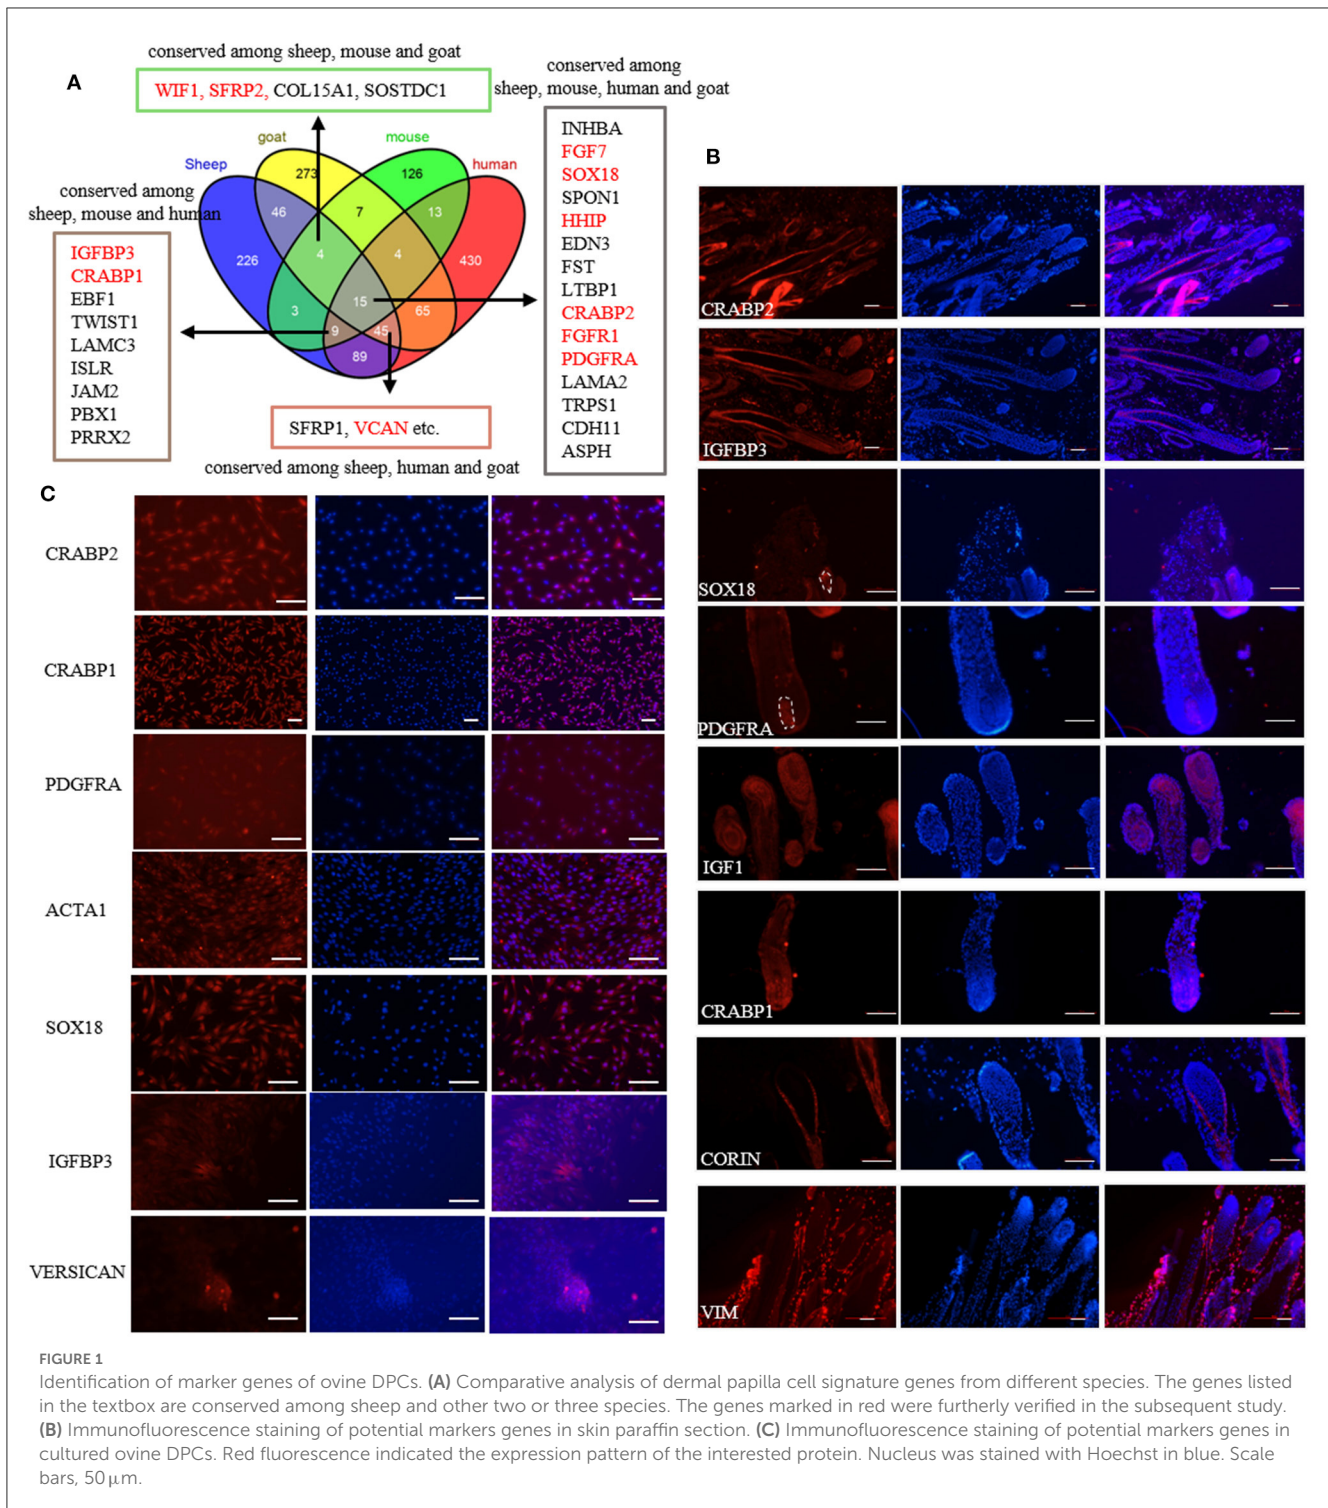 A
conserved among sheep, mouse and goat
WIF1, SFRP2, COL15A1, SOSTDC1
conserved among
sheep, mouse, human and goat
INHBA
FGF7
SOX18
SPON1
HHIP
EDN3
FST
LTBP1
CRABP2
FGFR1
PDGFRA
LAMA2
TRPS1
CDH11
ASPH
Sheep
goat
mouse
human
273
126
46
7
13
226
4
4
430
15
3
65
9
45
89
conserved among
sheep, mouse and human
IGFBP3
CRABP1
EBF1
TWIST1
LAMC3
ISLR
JAM2
PBX1
PRRX2
SFRP1, VCAN etc.
conserved among sheep, human and goat
B
CRABP2
IGFBP3
SOX18
PDGFRA
IGF1
CRABP1
CORIN
VIM
C
CRABP2
CRABP1
PDGFRA
ACTA1
SOX18
IGFBP3
VERSICAN
FIGURE 1
Identification of marker genes of ovine DPCs. (A) Comparative analysis of dermal papilla cell signature genes from different species. The genes listed
in the textbox are conserved among sheep and other two or three species. The genes marked in red were furtherly verified in the subsequent study.
(B) Immunofluorescence staining of potential markers genes in skin paraffin section. (C) Immunofluorescence staining of potential markers genes in
cultured ovine DPCs. Red fluorescence indicated the expression pattern of the interested protein. Nucleus was stained with Hoechst in blue. Scale
bars, 50 μm.